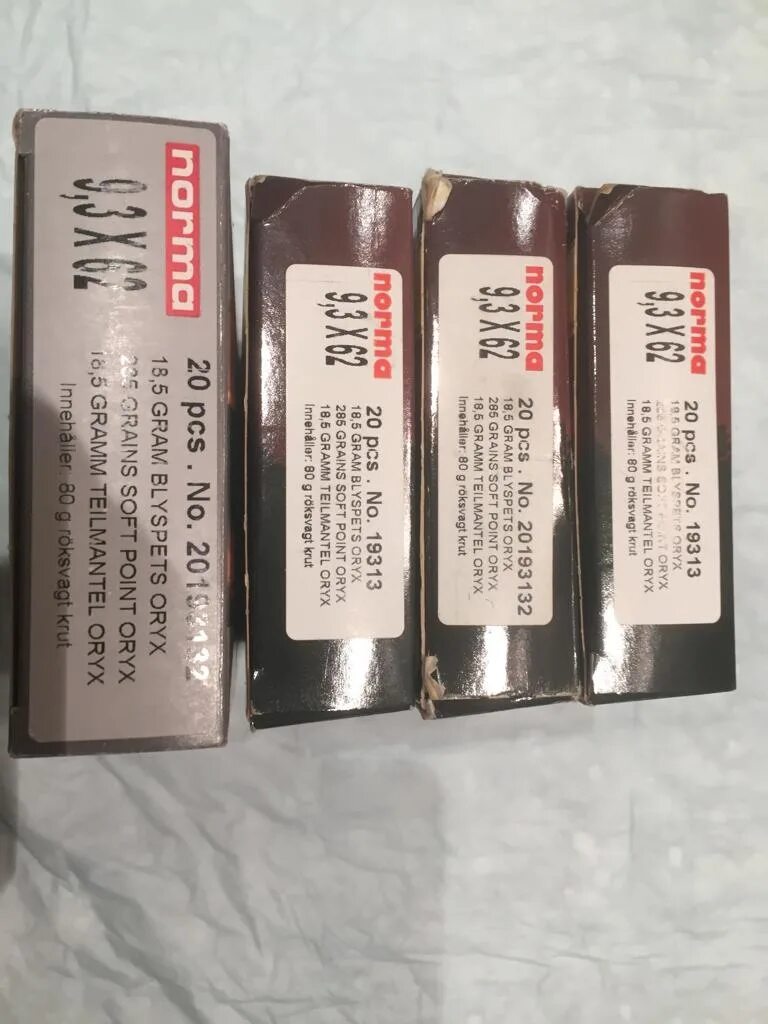 norma
9,3 X 62
20 pcs . No. 20193132
18,5 GRAM BLYSPETS ORYX
285 GRAINS SOFT POINT ORYX
18,5 GRAMM TEILMANTEL ORYX
Innehåller: 80 g röksvagt krut
norma
9,3 X 62
20 pcs . No. 19313
18,5 GRAM BLYSPETS ORYX
285 GRAINS SOFT POINT ORYX
18,5 GRAMM TEILMANTEL ORYX
Innehåller: 80 g röksvagt krut
norma
9,3 X 62
20 pcs . No. 20193132
18,5 GRAM BLYSPETS ORYX
285 GRAINS SOFT POINT ORYX
18,5 GRAMM TEILMANTEL ORYX
Innehåller: 80 g röksvagt krut
norma
9,3 X 62
20 pcs . No. 19313
18,5 GRAM BLYSPETS ORYX
285 GRAINS SOFT POINT ORYX
18,5 GRAMM TEILMANTEL ORYX
Innehåller: 80 g röksvagt krut